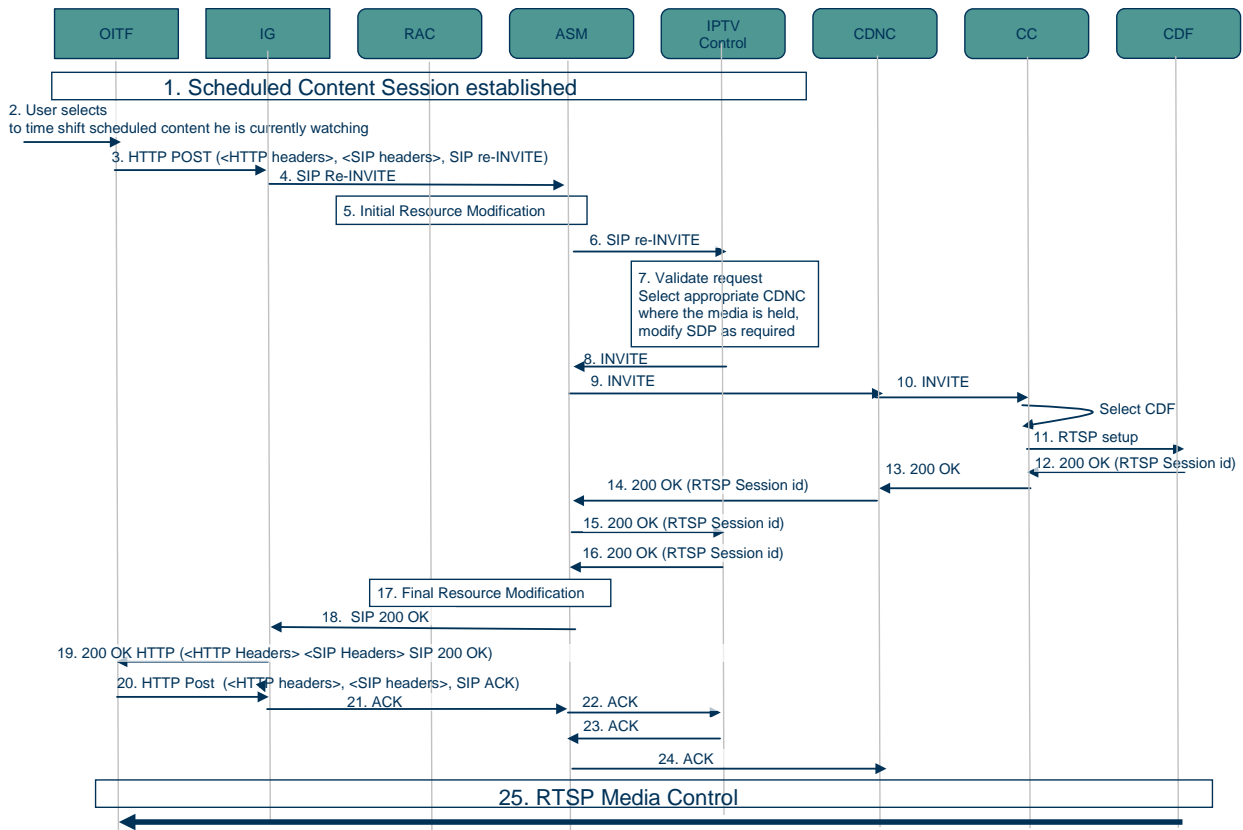 OITF
IG
RAC
ASM
IPTV
Control
CDNC
CC
CDF
1. Scheduled Content Session established
2. User selects
to time shift scheduled content he is currently watching
3. HTTP POST (<HTTP headers>, <SIP headers>, SIP re-INVITE)
4. SIP Re-INVITE
5. Initial Resource Modification
6. SIP re-INVITE
7. Validate request
Select appropriate CDNC
where the media is held,
modify SDP as required
8. INVITE
9. INVITE
10. INVITE
Select CDF
11. RTSP setup
12. 200 OK (RTSP Session id)
13. 200 OK
14. 200 OK (RTSP Session id)
15. 200 OK (RTSP Session id)
16. 200 OK (RTSP Session id)
17. Final Resource Modification
18. SIP 200 OK
19. 200 OK HTTP (<HTTP Headers> <SIP Headers> SIP 200 OK)
20. HTTP Post (<HTTP headers>, <SIP headers>, SIP ACK)
21. ACK
22. ACK
23. ACK
24. ACK
25. RTSP Media Control